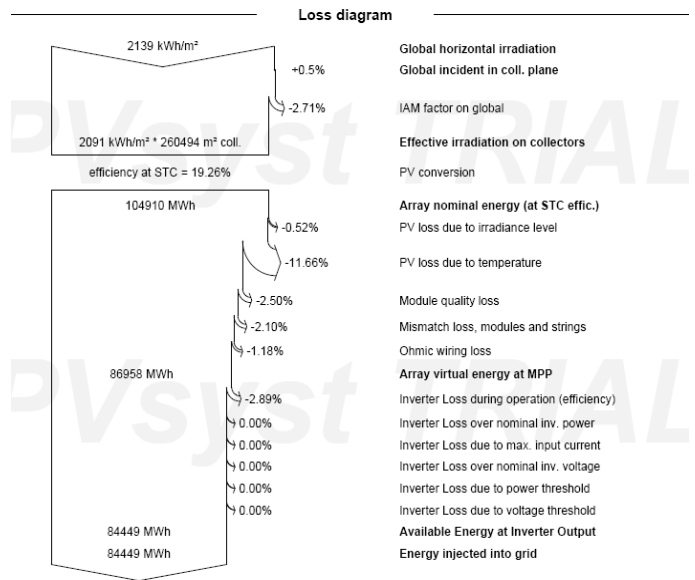 Loss diagram
2139 kWh/m² Global horizontal irradiation
+0.5% Global incident in coll. plane
-2.71% IAM factor on global
2091 kWh/m² * 260494 m² coll. Effective irradiation on collectors
efficiency at STC = 19.26% PV conversion
104910 MWh Array nominal energy (at STC effic.)
-0.52% PV loss due to irradiance level
-11.66% PV loss due to temperature
-2.50% Module quality loss
-2.10% Mismatch loss, modules and strings
-1.18% Ohmic wiring loss
86958 MWh Array virtual energy at MPP
-2.89% Inverter Loss during operation (efficiency)
0.00% Inverter Loss over nominal inv. power
0.00% Inverter Loss due to max. input current
0.00% Inverter Loss over nominal inv. voltage
0.00% Inverter Loss due to power threshold
0.00% Inverter Loss due to voltage threshold
84449 MWh Available Energy at Inverter Output
84449 MWh Energy injected into grid
PVsyst TRIAL
PVsyst TRIAL